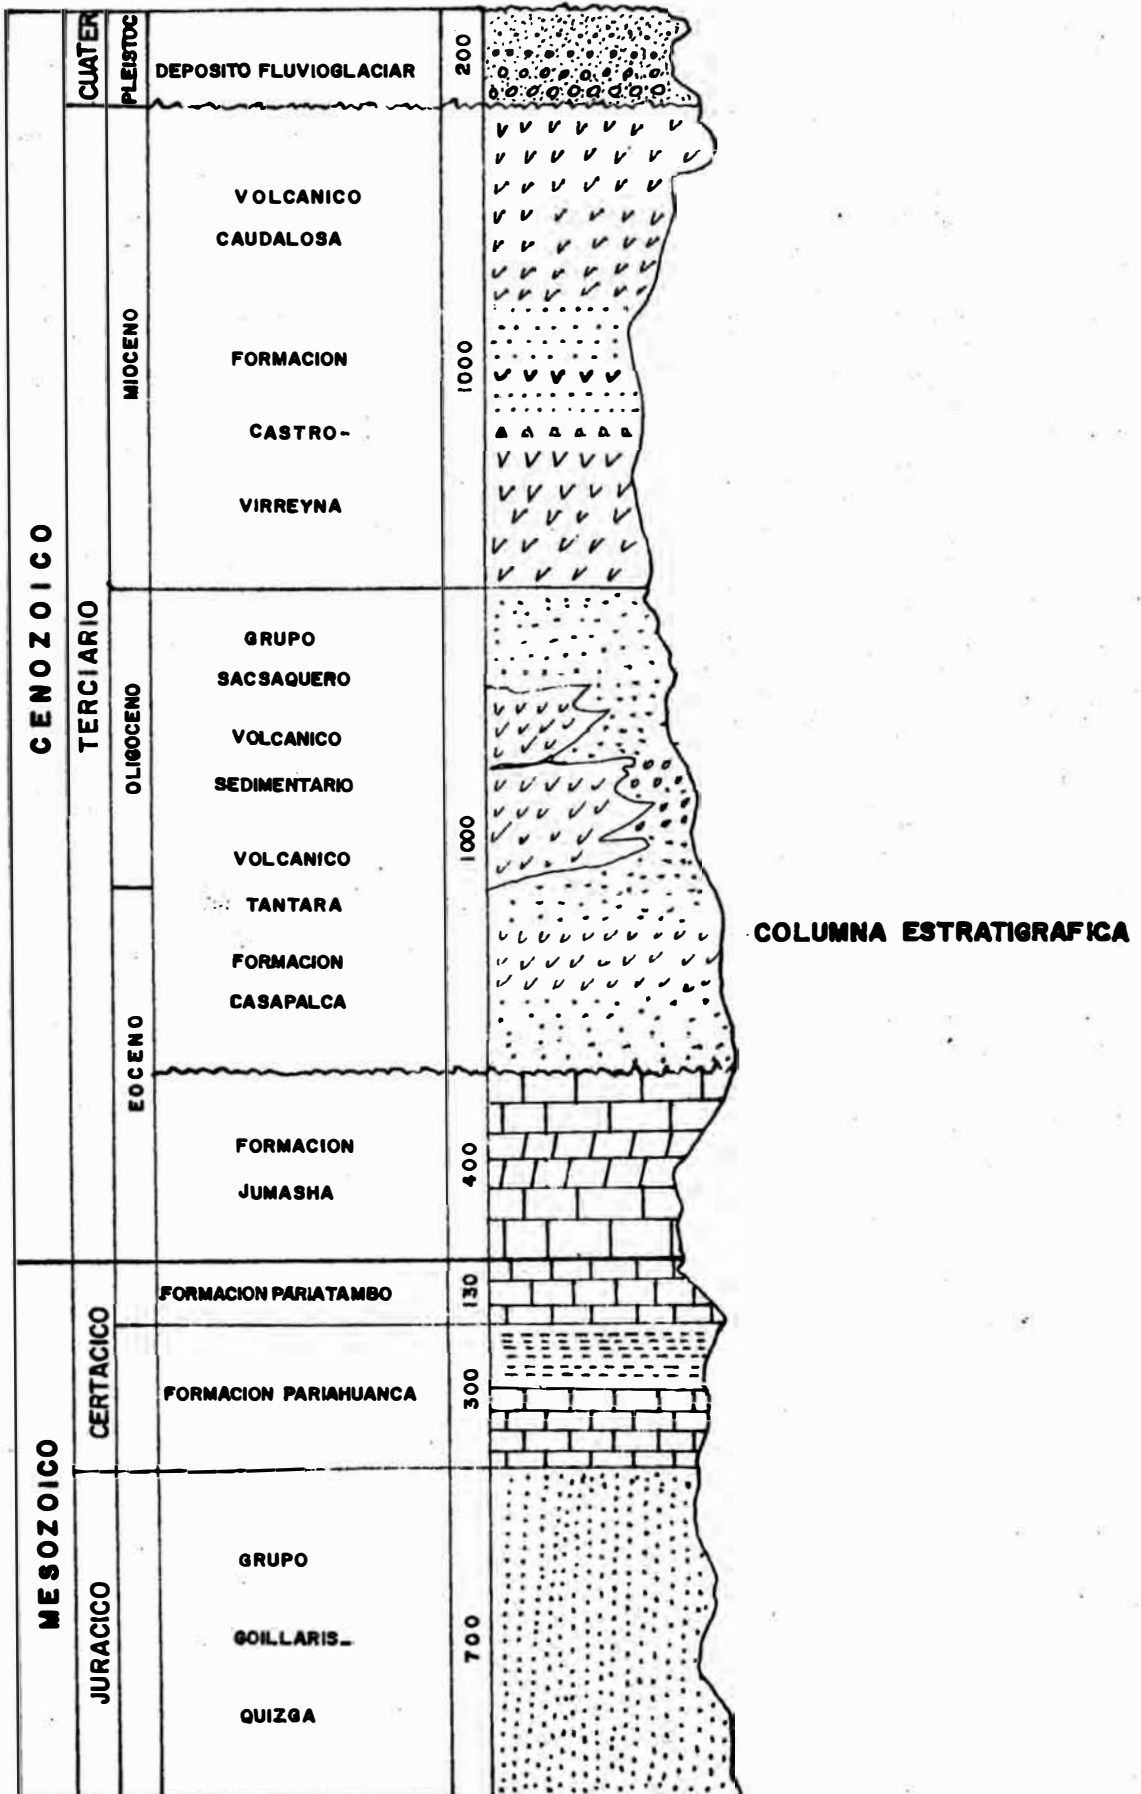 CENOZOICO
CUATER
PLEISTOC
DEPOSITO FLUVIOGLACIAR
200
TERCIARIO
MIOCENO
VOLCANICO
CAUDALOSA
FORMACION
CASTRO-
VIRREYNA
1000
OLIGOCENO
GRUPO
SACSAQUERO
VOLCANICO
SEDIMENTARIO
VOLCANICO
TANTARA
FORMACION
CASAPALCA
1000
EOCENO
FORMACION
JUMASHA
400
COLUMNA ESTRATIGRAFICA
MESOZOICO
CERTACICO
FORMACION PARIATAMBO
130
FORMACION PARIAHUANCA
300
JURACICO
GRUPO
GOILLARIS-
QUIZGA
700